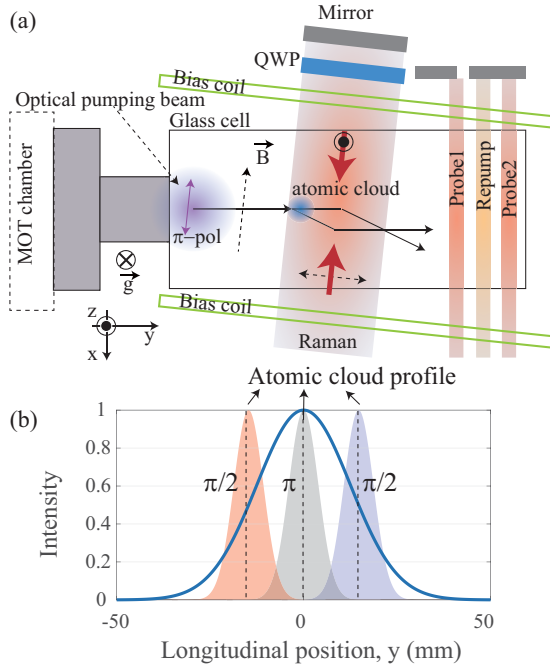 (a)
Mirror
QWP
Bias coil
Optical pumping beam
Glass cell
B
MOT chamber
atomic cloud
π-pol
g
Probe1
Repump
Probe2
z
y
x
Bias coil
Raman
(b)
Atomic cloud profile
1
0.8
0.6
0.4
0.2
0
π/2
π
π/2
Intensity
-50
0
50
Longitudinal position, y (mm)